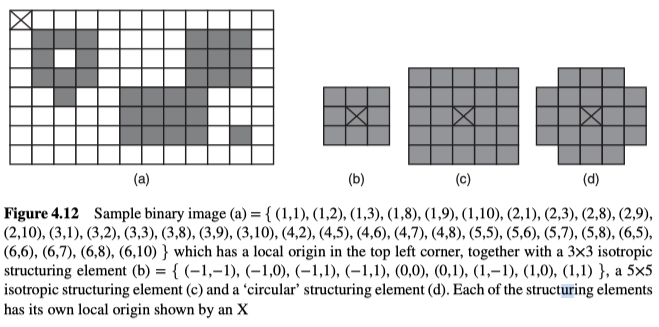 (a)
(b)
(c)
(d)
Figure 4.12 Sample binary image (a) = { (1,1), (1,2), (1,3), (1,8), (1,9), (1,10), (2,1), (2,3), (2,8), (2,9),
(2,10), (3,1), (3,2), (3,3), (3,8), (3,9), (3,10), (4,2), (4,5), (4,6), (4,7), (4,8), (5,5), (5,6), (5,7), (5,8), (6,5),
(6,6), (6,7), (6,8), (6,10) } which has a local origin in the top left corner, together with a 3×3 isotropic
structuring element (b) = { (−1,−1), (−1,0), (−1,1), (−1,1), (0,0), (0,1), (1,−1), (1,0), (1,1) }, a 5×5
isotropic structuring element (c) and a ‘circular’ structuring element (d). Each of the structuring elements
has its own local origin shown by an X